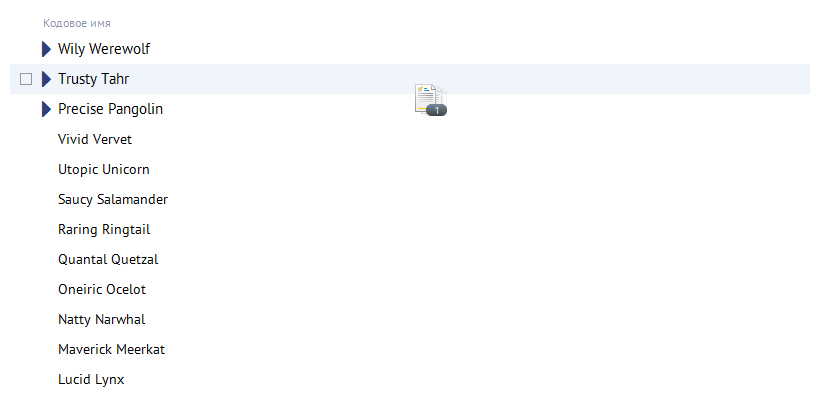 Кодовое имя
Wily Werewolf
Trusty Tahr
1
Precise Pangolin
Vivid Vervet
Utopic Unicorn
Saucy Salamander
Raring Ringtail
Quantal Quetzal
Oneiric Ocelot
Natty Narwhal
Maverick Meerkat
Lucid Lynx